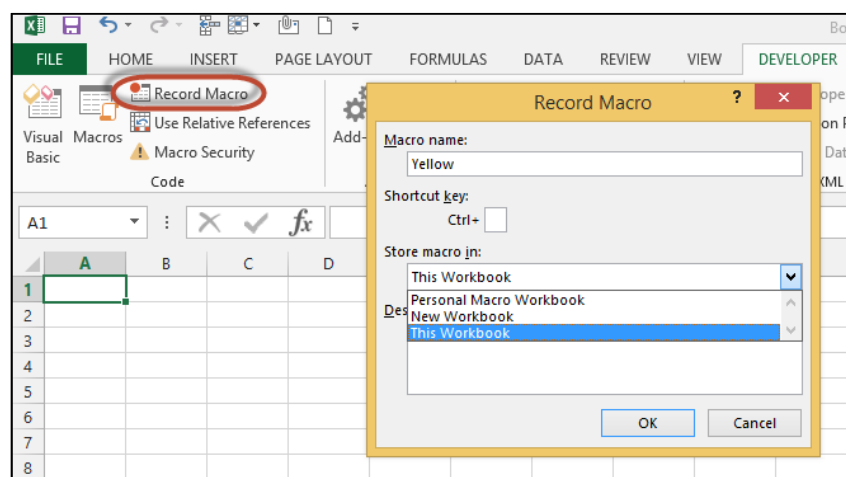 Bo
FILE HOME INSERT PAGE LAYOUT FORMULAS DATA REVIEW VIEW DEVELOPER
Visual Basic
Macros
Record Macro
Use Relative References
Macro Security
Code
Add-
A1
fx
A B C D
1
2
3
4
5
6
7
8
Record Macro ?
Macro name:
Yellow
Shortcut key:
Ctrl+
Store macro in:
This Workbook
Personal Macro Workbook
New Workbook
This Workbook
Des
OK Cancel
ope
on P
Dat
XML